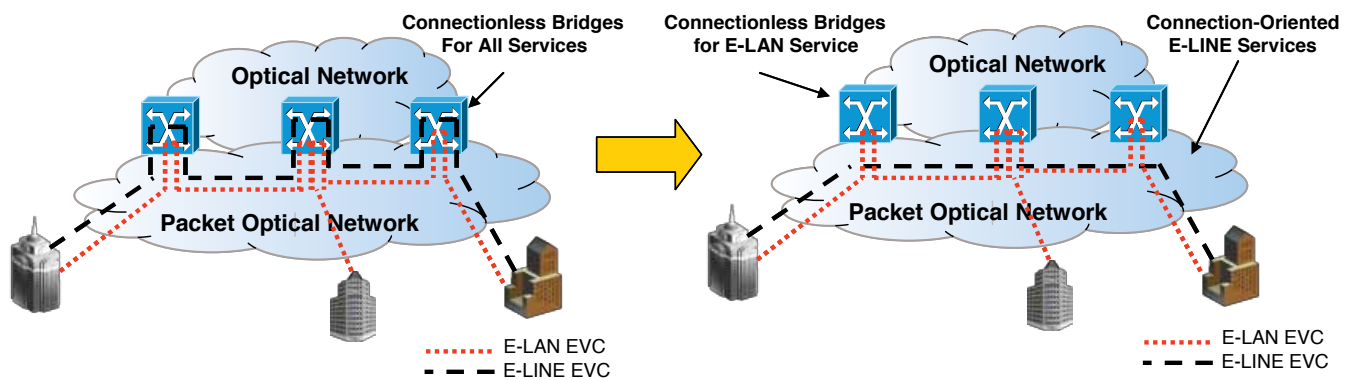 Connectionless Bridges
For All Services
Optical Network
Packet Optical Network
E-LAN EVC
E-LINE EVC
Connectionless Bridges
for E-LAN Service
Connection-Oriented
E-LINE Services
Optical Network
Packet Optical Network
E-LAN EVC
E-LINE EVC